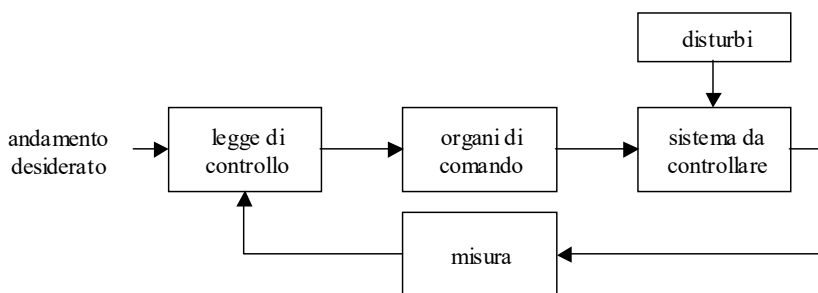 disturbi
andamento
desiderato
legge di
controllo
organi di
comando
sistema da
controllare
misura